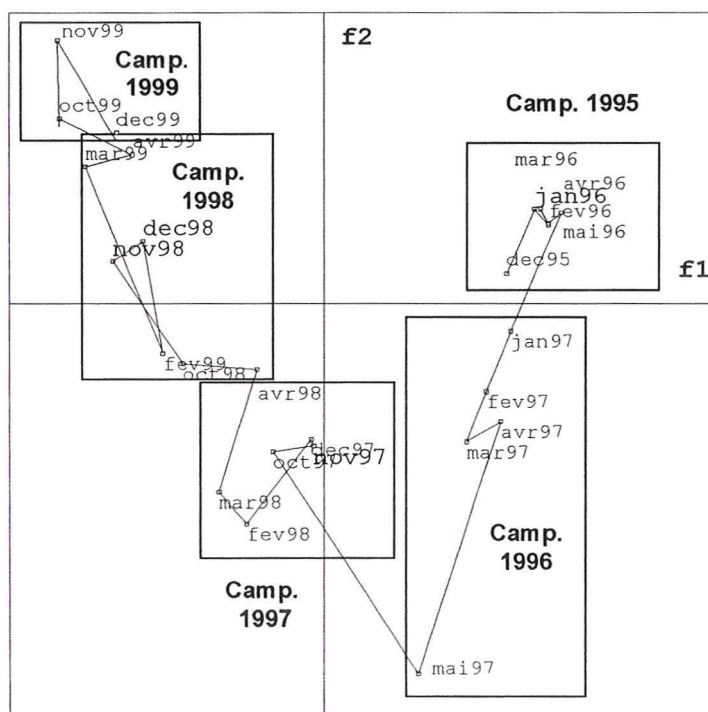 nov99
f2
Camp.
1999
Camp. 1995
oct99
dec99
avr99
mar99
Camp.
1998
mar96
avr96
jan96
fev96
mai96
dec98
nov98
dec95
f1
jan97
fev99
oct98
avr98
fev97
avr97
mar97
dec97
nov97
oct97
mar98
fev98
Camp.
1996
Camp.
1997
mai97